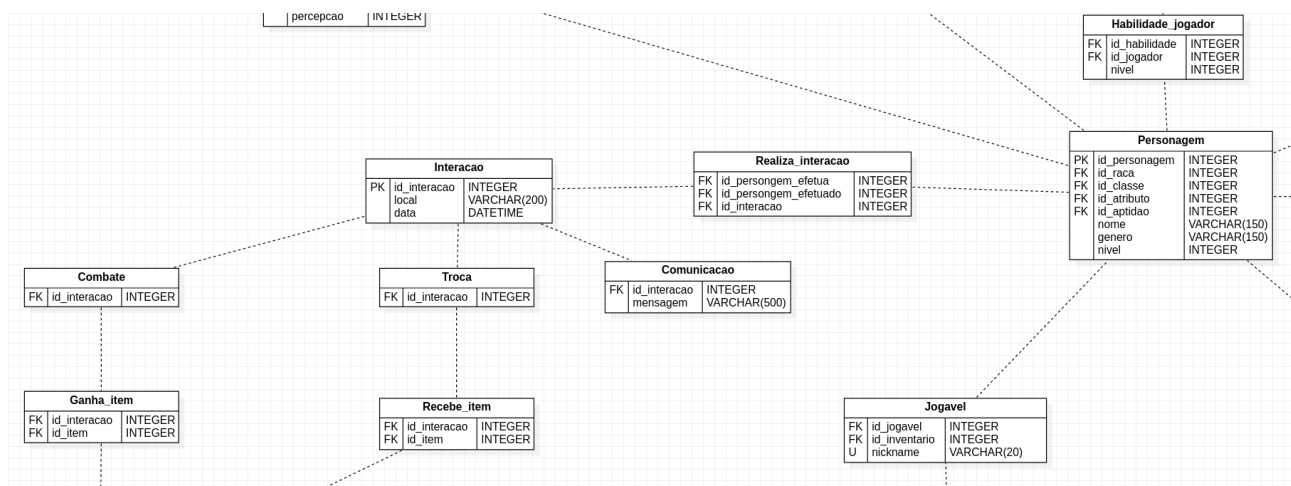 percepcao INTEGER
Habilidade_jogador
FK id_habilidade INTEGER
FK id_jogador INTEGER
nivel INTEGER
Personagem
PK id_personagem INTEGER
FK id_raca INTEGER
FK id_classe INTEGER
FK id_atributo INTEGER
FK id_aptidao INTEGER
nome VARCHAR(150)
genero VARCHAR(150)
nivel INTEGER
Interacao
PK id_interacao INTEGER
local VARCHAR(200)
data DATETIME
Realiza_interacao
FK id_persongem_efetua INTEGER
FK id_persongem_efetuado INTEGER
FK id_interacao INTEGER
Combate
FK id_interacao INTEGER
Troca
FK id_interacao INTEGER
Comunicacao
FK id_interacao INTEGER
mensagem VARCHAR(500)
Ganha_item
FK id_interacao INTEGER
FK id_item INTEGER
Recebe_item
FK id_interacao INTEGER
FK id_item INTEGER
Jogavel
FK id_jogavel INTEGER
FK id_inventario INTEGER
U nickname VARCHAR(20)